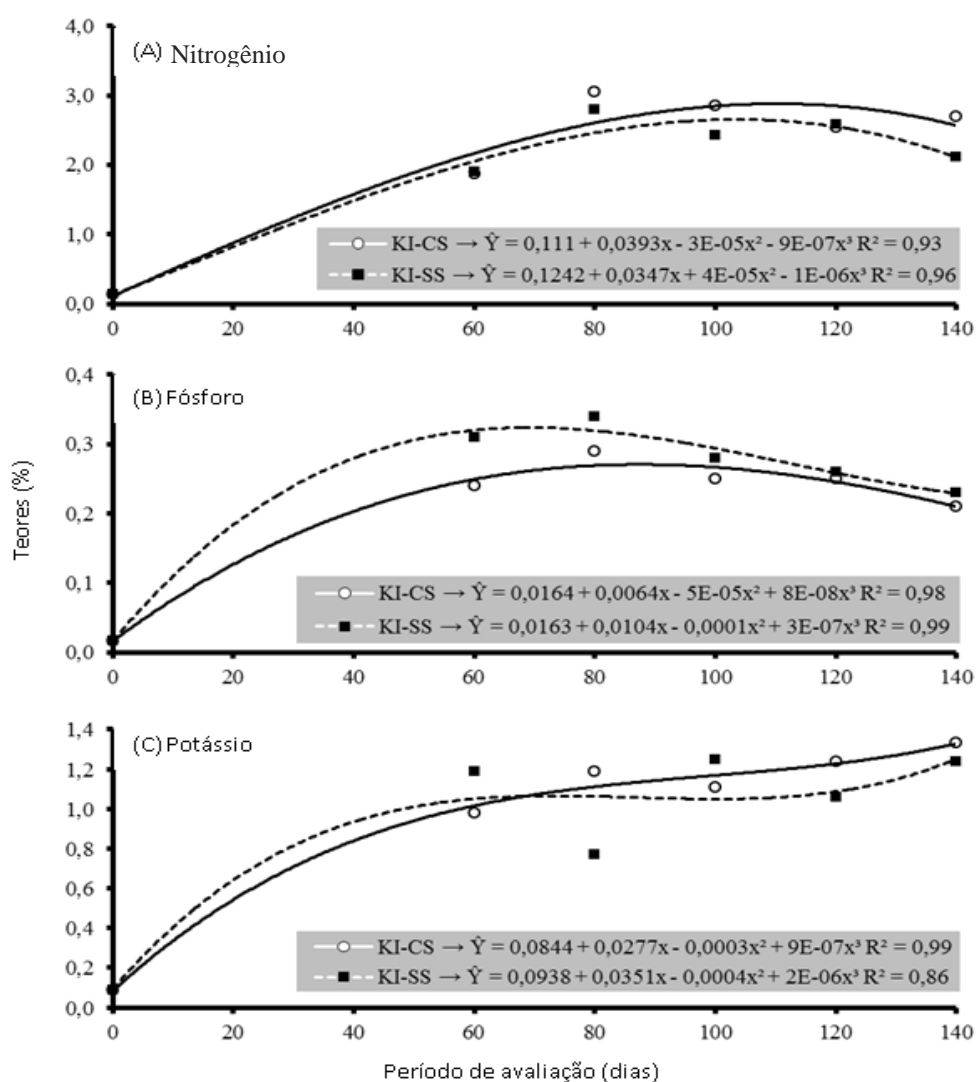 (A) Nitrogênio
4,0
3,0
2,0
1,0
0,0
KI-CS → Ŷ = 0,111 + 0,0393x - 3E-05x² - 9E-07x³ R² = 0,93
KI-SS → Ŷ = 0,1242 + 0,0347x + 4E-05x² - 1E-06x³ R² = 0,96
0 20 40 60 80 100 120 140
(B) Fósforo
0,4
0,3
0,2
0,1
0,0
Teores (%)
KI-CS → Ŷ = 0,0164 + 0,0064x - 5E-05x² + 8E-08x³ R² = 0,98
KI-SS → Ŷ = 0,0163 + 0,0104x - 0,0001x² + 3E-07x³ R² = 0,99
0 20 40 60 80 100 120 140
(C) Potássio
1,4
1,2
1,0
0,8
0,6
0,4
0,2
0,0
KI-CS → Ŷ = 0,0844 + 0,0277x - 0,0003x² + 9E-07x³ R² = 0,99
KI-SS → Ŷ = 0,0938 + 0,0351x - 0,0004x² + 2E-06x³ R² = 0,86
0 20 40 60 80 100 120 140
Período de avaliação (dias)